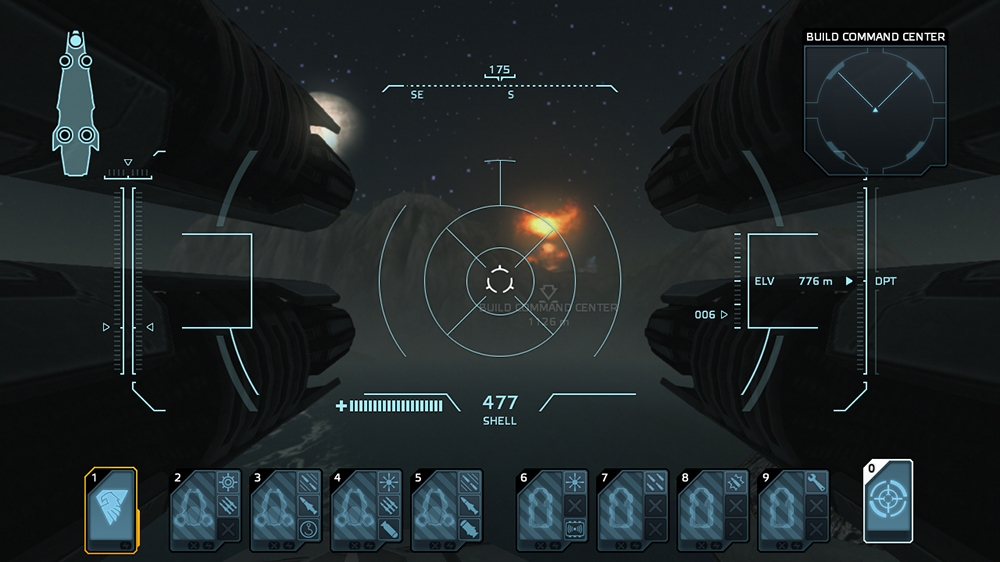 BUILD COMMAND CENTER
175
SE
S
ELV 776 m DPT
BUILD COMMAND CENTER
1126 m
006
477
SHELL
1 2 3 4 5 6 7 8 9 0